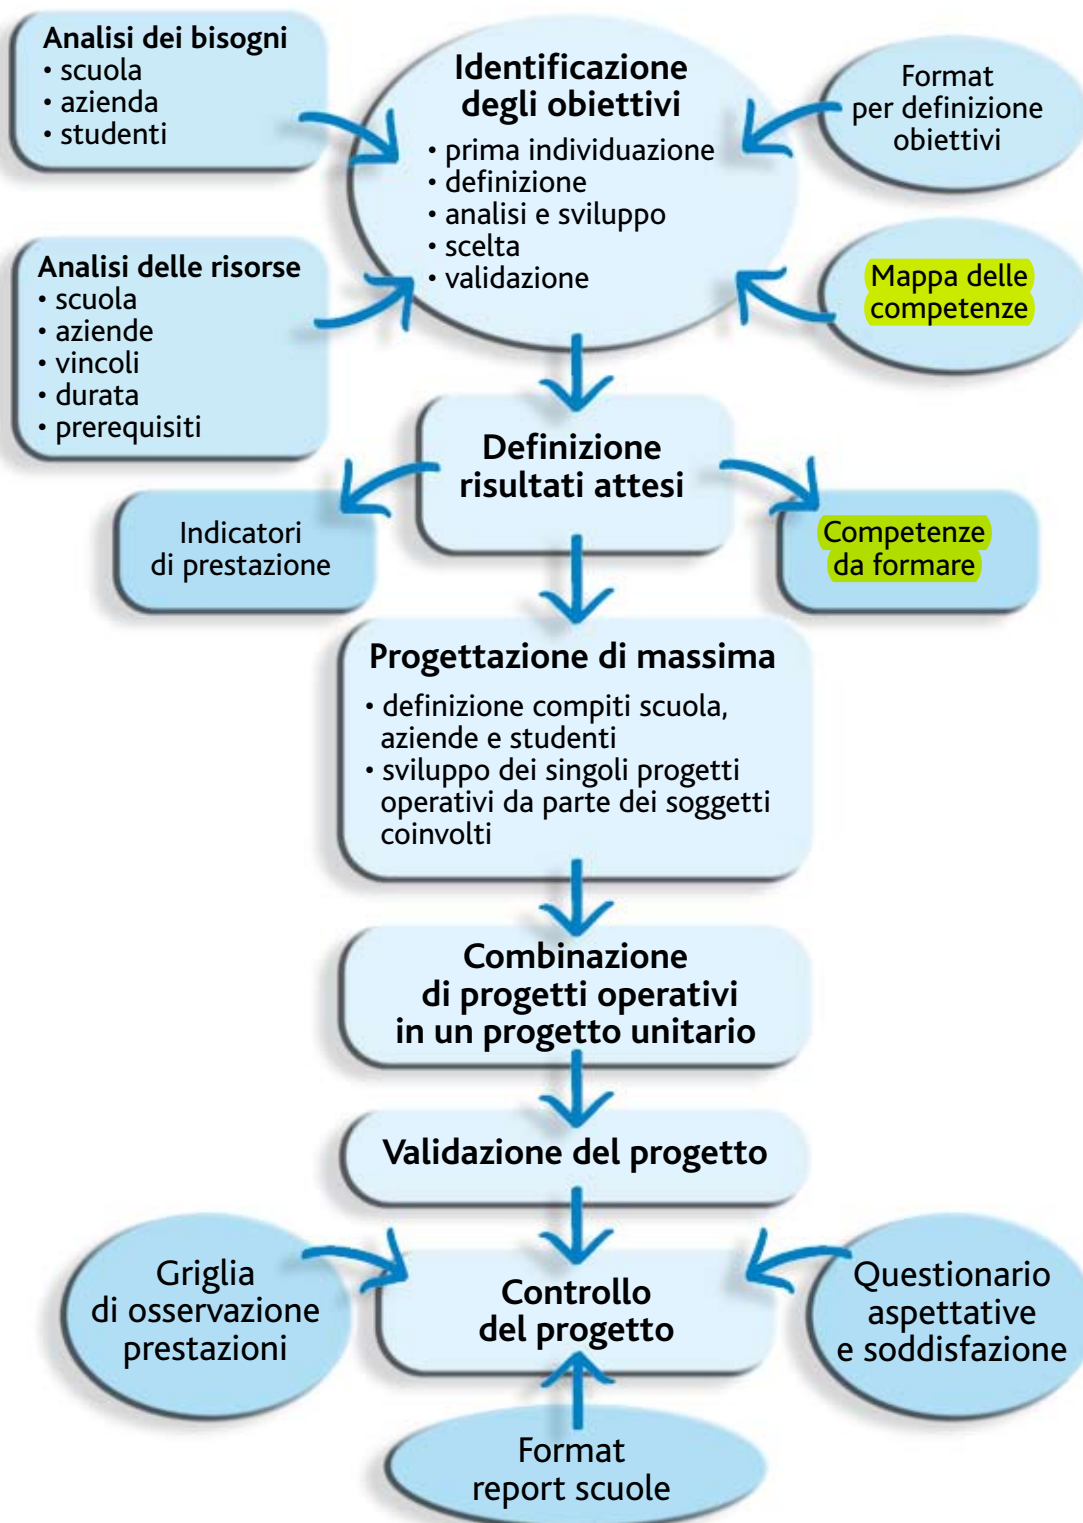 Analisi dei bisogni
• scuola
• azienda
• studenti
Identificazione
degli obiettivi
• prima individuazione
• definizione
• analisi e sviluppo
• scelta
• validazione
Format
per definizione
obiettivi
Analisi delle risorse
• scuola
• aziende
• vincoli
• durata
• prerequisiti
Mappa delle
competenze
Definizione
risultati attesi
Indicatori
di prestazione
Competenze
da formare
Progettazione di massima
• definizione compiti scuola,
aziende e studenti
• sviluppo dei singoli progetti
operativi da parte dei soggetti
coinvolti
Combinazione
di progetti operativi
in un progetto unitario
Validazione del progetto
Griglia
di osservazione
prestazioni
Controllo
del progetto
Questionario
aspettative
e soddisfazione
Format
report scuole